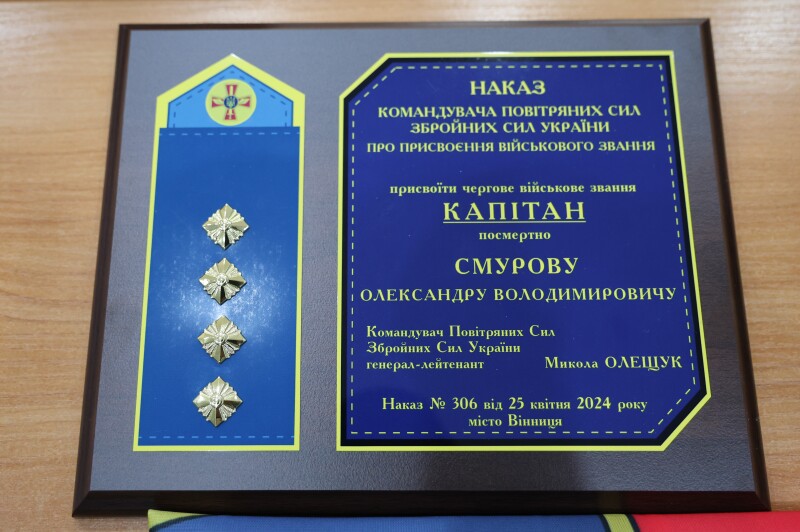 НАКАЗ
КОМАНДУВАЧА ПОВІТРЯНИХ СИЛ
ЗБРОЙНИХ СИЛ УКРАЇНИ
ПРО ПРИСВОЄННЯ ВІЙСЬКОВОГО ЗВАННЯ
присвоїти чергове військове звання
КАПІТАН
посмертно
СМУРОВУ
ОЛЕКСАНДРУ ВОЛОДИМИРОВИЧУ
Командувач Повітряних Сил
Збройних Сил України
генерал-лейтенант Микола ОЛЕЩУК
Наказ № 306 від 25 квітня 2024 року
місто Вінниця